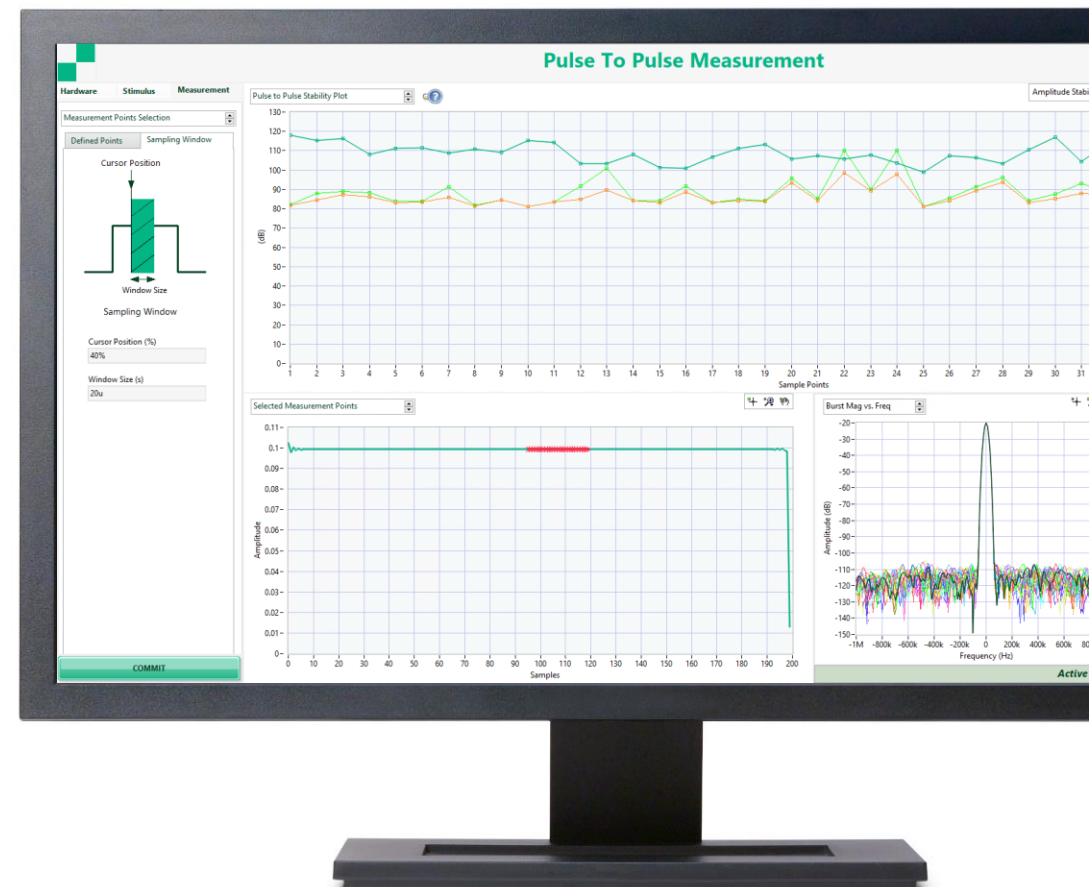 Pulse To Pulse Measurement
Hardware Stimulus Measurement
Measurement Points Selection
Defined Points Sampling Window
Cursor Position
Window Size
Sampling Window
Cursor Position (%)
40%
Window Size (s)
20u
COMMIT
Pulse to Pulse Stability Plot
?
Amplitude Stabi
(dB)
130
120
110
100
90
80
70
60
50
40
30
20
10
0
1 2 3 4 5 6 7 8 9 10 11 12 13 14 15 16 17 18 19 20 21 22 23 24 25 26 27 28 29 30 31
Sample Points
Selected Measurement Points
Amplitude
0.11
0.1
0.09
0.08
0.07
0.06
0.05
0.04
0.03
0.02
0.01
0
0 10 20 30 40 50 60 70 80 90 100 110 120 130 140 150 160 170 180 190 200
Samples
Burst Mag vs. Freq
Amplitude (dB)
-20
-30
-40
-50
-60
-70
-80
-90
-100
-110
-120
-130
-140
-150
-1M -800k -600k -400k -200k 0 200k 400k 600k 80
Frequency (Hz)
Active